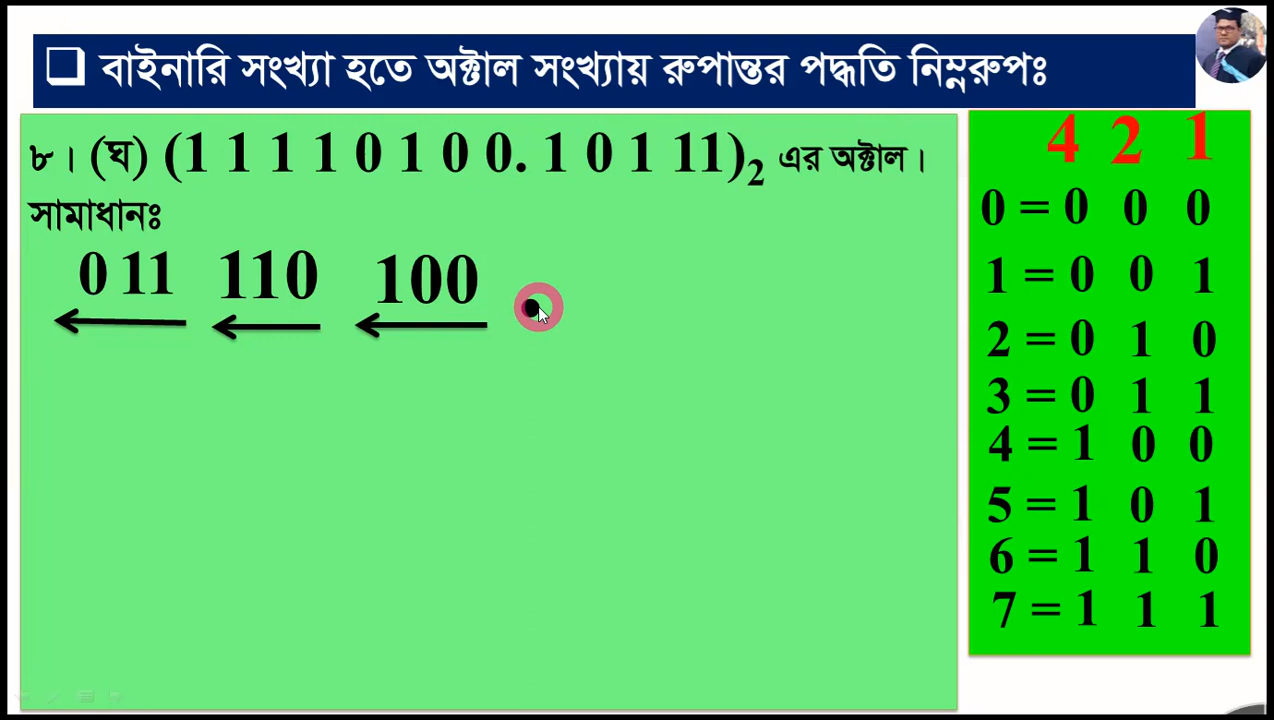 ❑ বাইনারি সংখ্যা হতে অক্টাল সংখ্যায় রুপান্তর পদ্ধতি নিম্নরুপঃ
৮। (ঘ) (1 1 1 1 0 1 0 0. 1 0 1 11)₂ এর অক্টাল।
সামাধানঃ
0 11 110 100 .
4 2 1
0 = 0 0 0
1 = 0 0 1
2 = 0 1 0
3 = 0 1 1
4 = 1 0 0
5 = 1 0 1
6 = 1 1 0
7 = 1 1 1